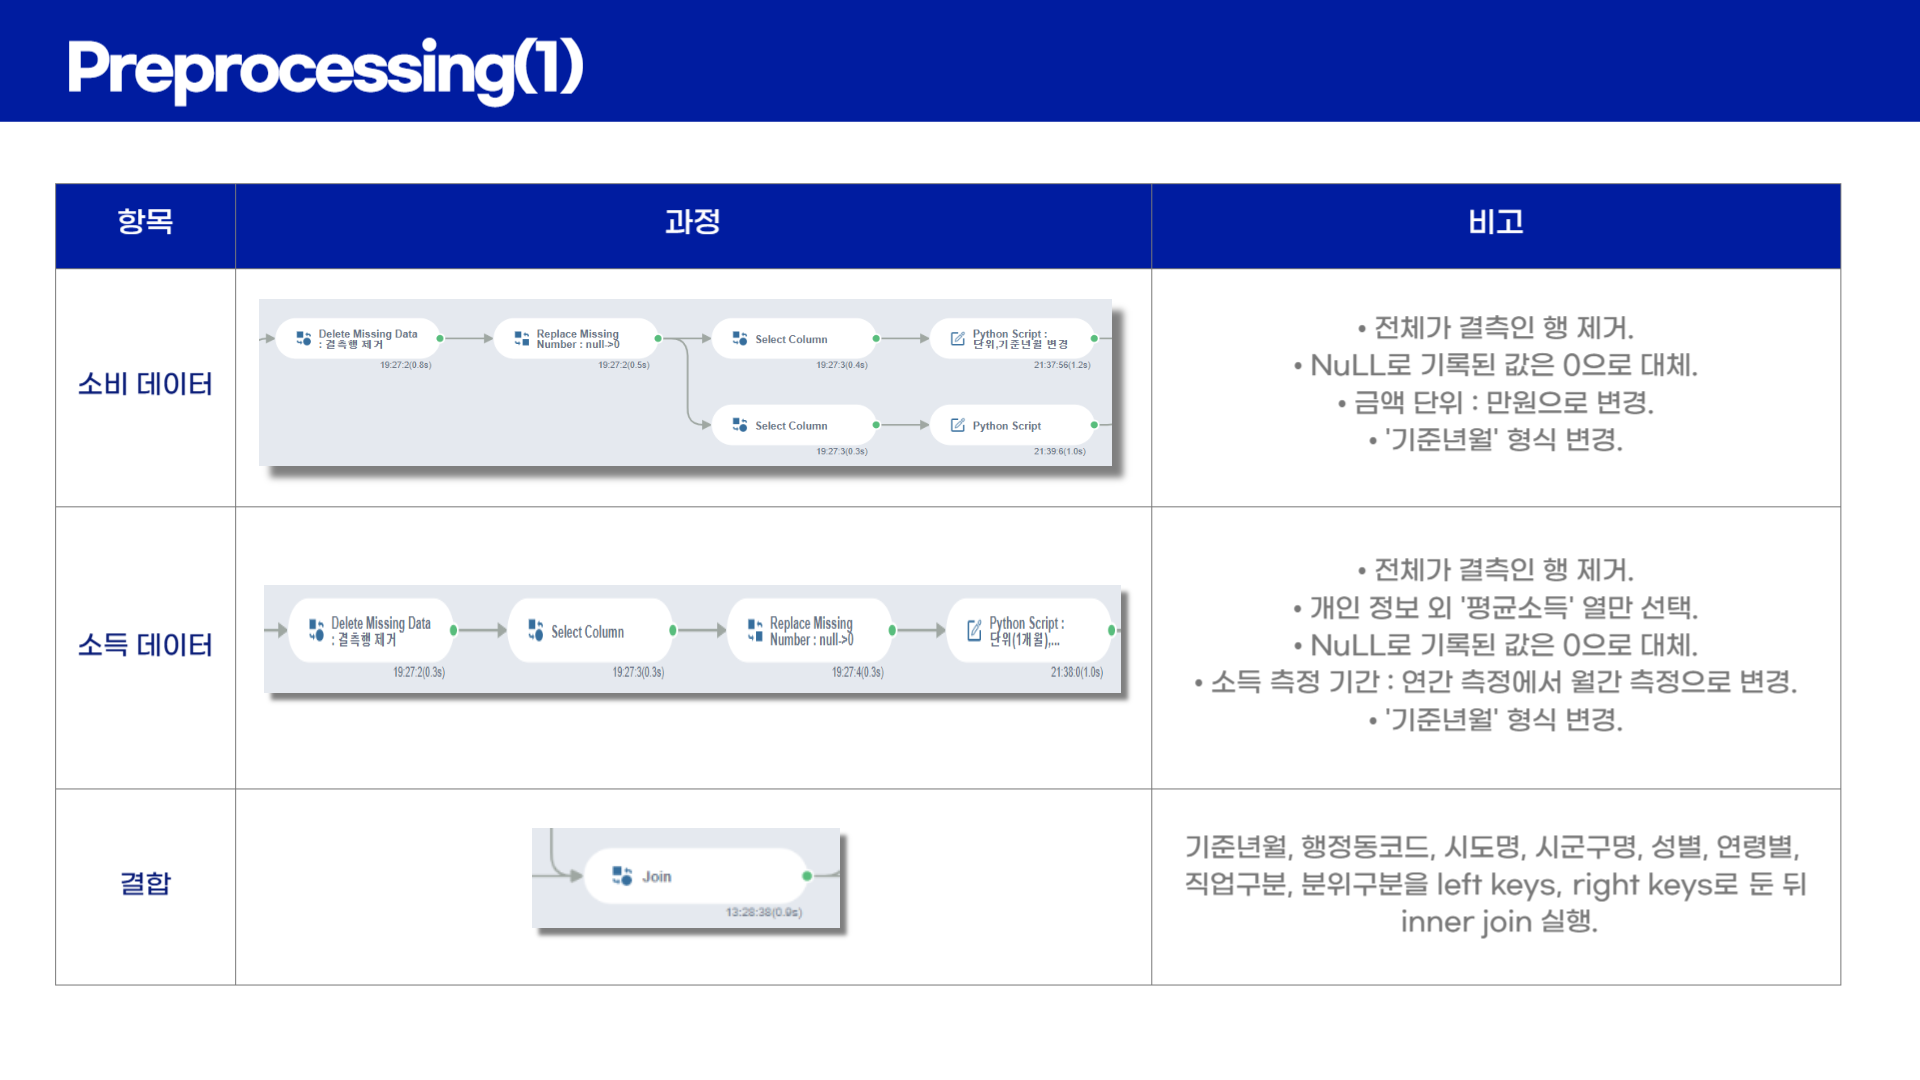 Preprocessing(1)
항목
과정
비고
소비 데이터
Delete Missing Data
: 결측행 제거
19:27:2(0.8s)
Replace Missing
Number : null->0
19:27:2(0.5s)
Select Column
19:27:3(0.4s)
Python Script :
단위,기준년월 변경
21:37:56(1.2s)
Select Column
19:27:3(0.3s)
Python Script
21:39:6(1.0s)
• 전체가 결측인 행 제거.
• NuLL로 기록된 값은 0으로 대체.
• 금액 단위 : 만원으로 변경.
• '기준년월' 형식 변경.
소득 데이터
Delete Missing Data
: 결측행 제거
19:27:2(0.3s)
Select Column
19:27:3(0.3s)
Replace Missing
Number : null->0
19:27:4(0.3s)
Python Script :
단위(1개월),...
21:38:0(1.0s)
• 전체가 결측인 행 제거.
• 개인 정보 외 '평균소득' 열만 선택.
• NuLL로 기록된 값은 0으로 대체.
• 소득 측정 기간 : 연간 측정에서 월간 측정으로 변경.
• '기준년월' 형식 변경.
결합
Join
13:28:38(0.9s)
기준년월, 행정동코드, 시도명, 시군구명, 성별, 연령별,
직업구분, 분위구분을 left keys, right keys로 둔 뒤
inner join 실행.